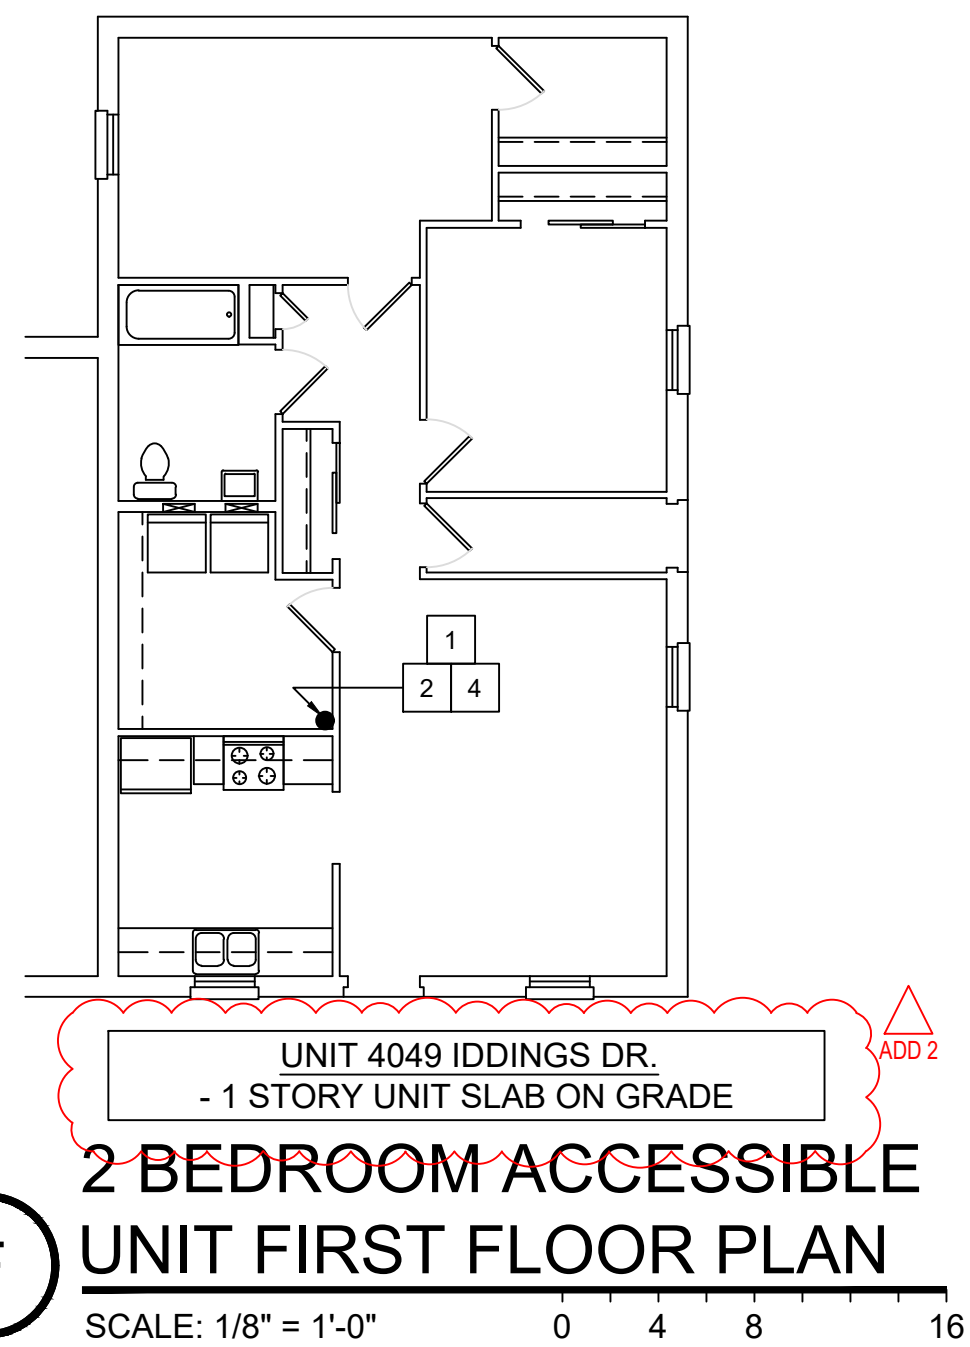 1
2 4
UNIT 4049 IDDINGS DR.
- 1 STORY UNIT SLAB ON GRADE
ADD 2
2 BEDROOM ACCESSIBLE
UNIT FIRST FLOOR PLAN
SCALE: 1/8" = 1'-0"
0 4 8 16